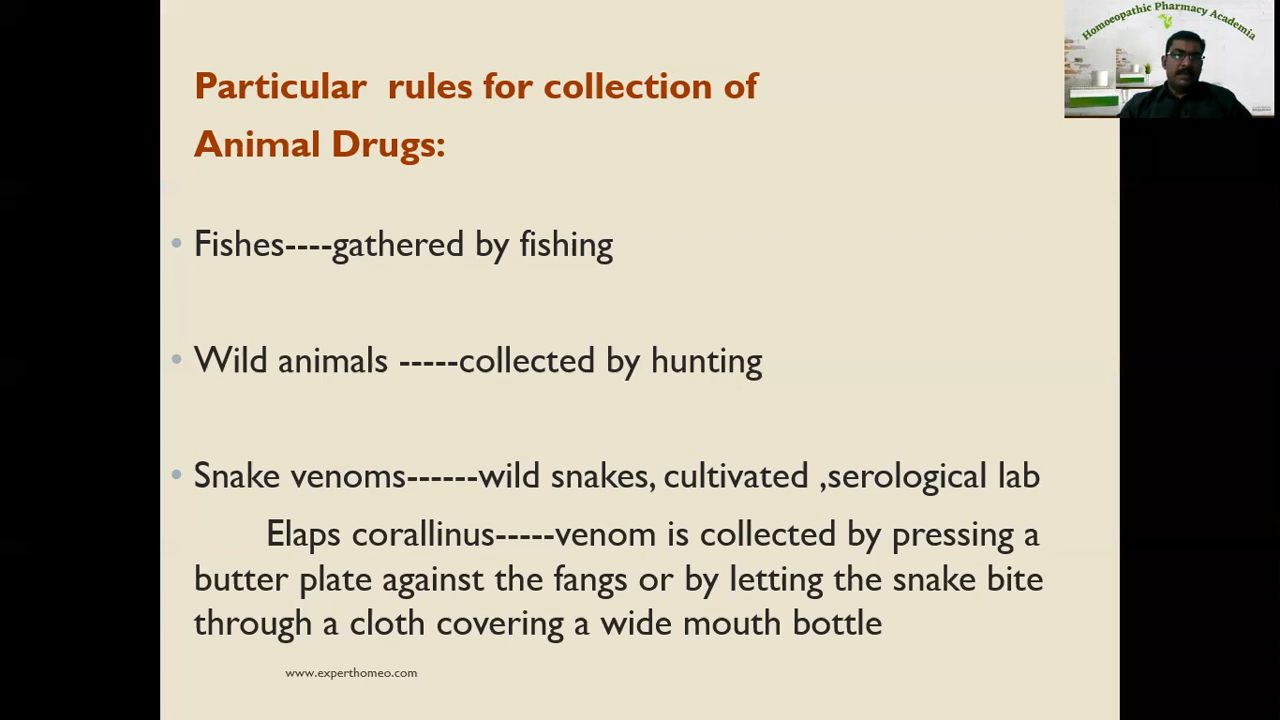 Homoeopathic Pharmacy Academia
Particular rules for collection of
Animal Drugs:
• Fishes----gathered by fishing
• Wild animals -----collected by hunting
• Snake venoms------wild snakes, cultivated ,serological lab
Elaps corallinus-----venom is collected by pressing a
butter plate against the fangs or by letting the snake bite
through a cloth covering a wide mouth bottle
www.experthomeo.com